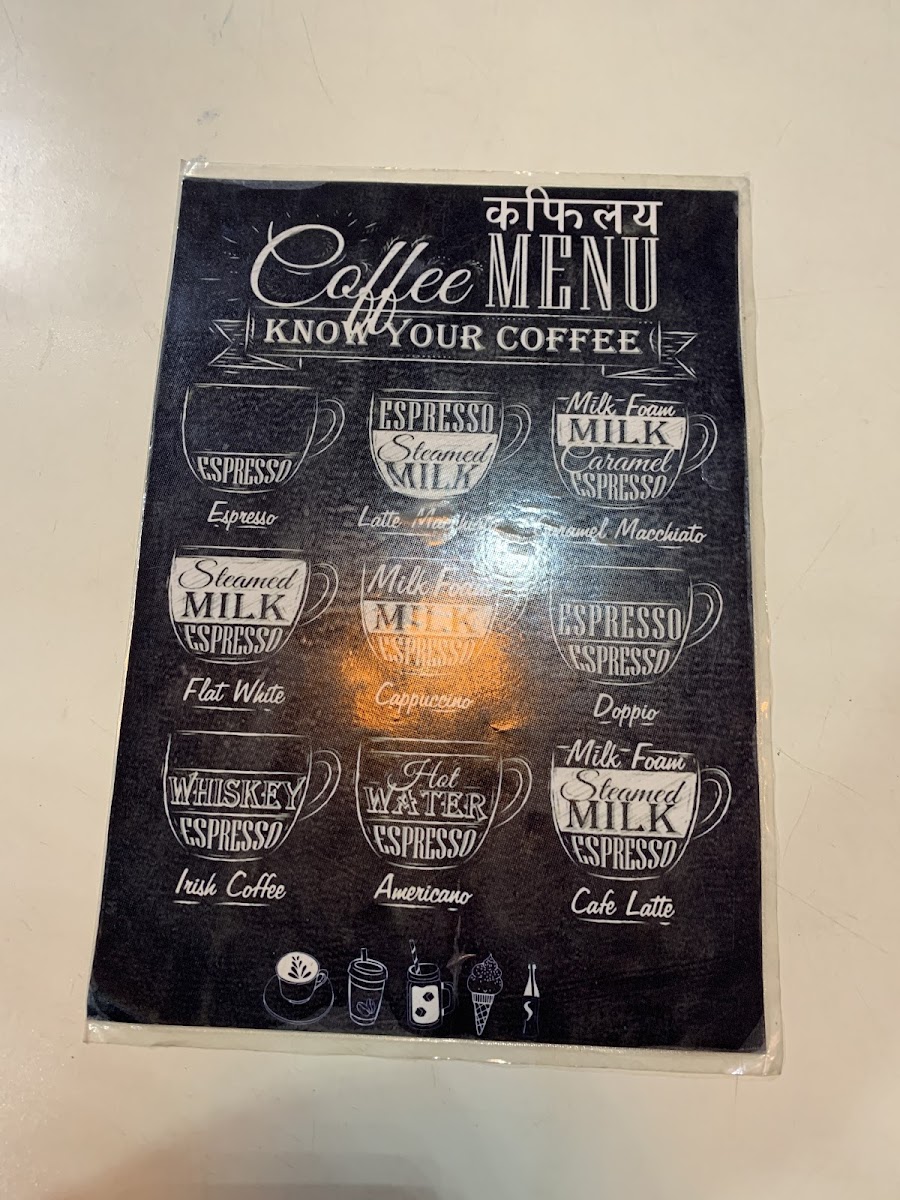 कफिलय
Coffee MENU
KNOW YOUR COFFEE
ESPRESSO
Espresso
ESPRESSO
Steamed
MILK
Latte Macchiato
Milk Foam
MILK
Caramel
ESPRESSO
Caramel Macchiato
Steamed
MILK
ESPRESSO
Flat White
Milk Foam
MILK
ESPRESSO
Cappuccino
ESPRESSO
ESPRESSO
Doppio
WHISKEY
ESPRESSO
Irish Coffee
Hot
WATER
ESPRESSO
Americano
Milk Foam
Steamed
MILK
ESPRESSO
Cafe Latte